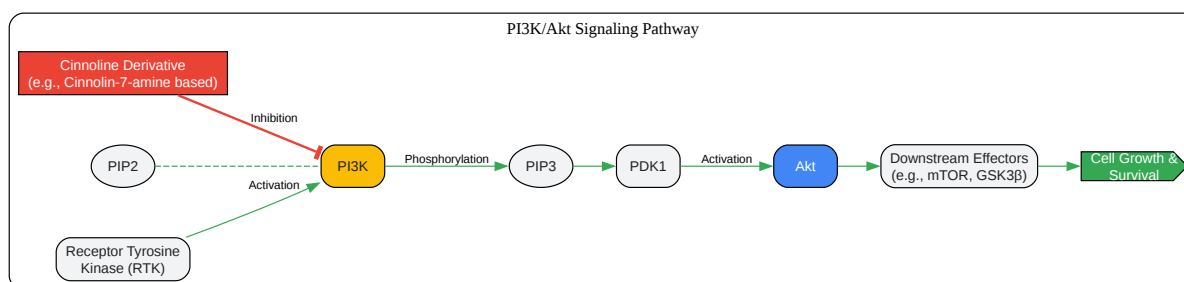 PI3K/Akt Signaling Pathway
Cinnoline Derivative
(e.g., Cinnolin-7-amine based)
Inhibition
PIP2
PI3K
Phosphorylation
PIP3
PDK1
Activation
Akt
Downstream Effectors
(e.g., mTOR, GSK3β)
Cell Growth &
Survival
Activation
Receptor Tyrosine
Kinase (RTK)